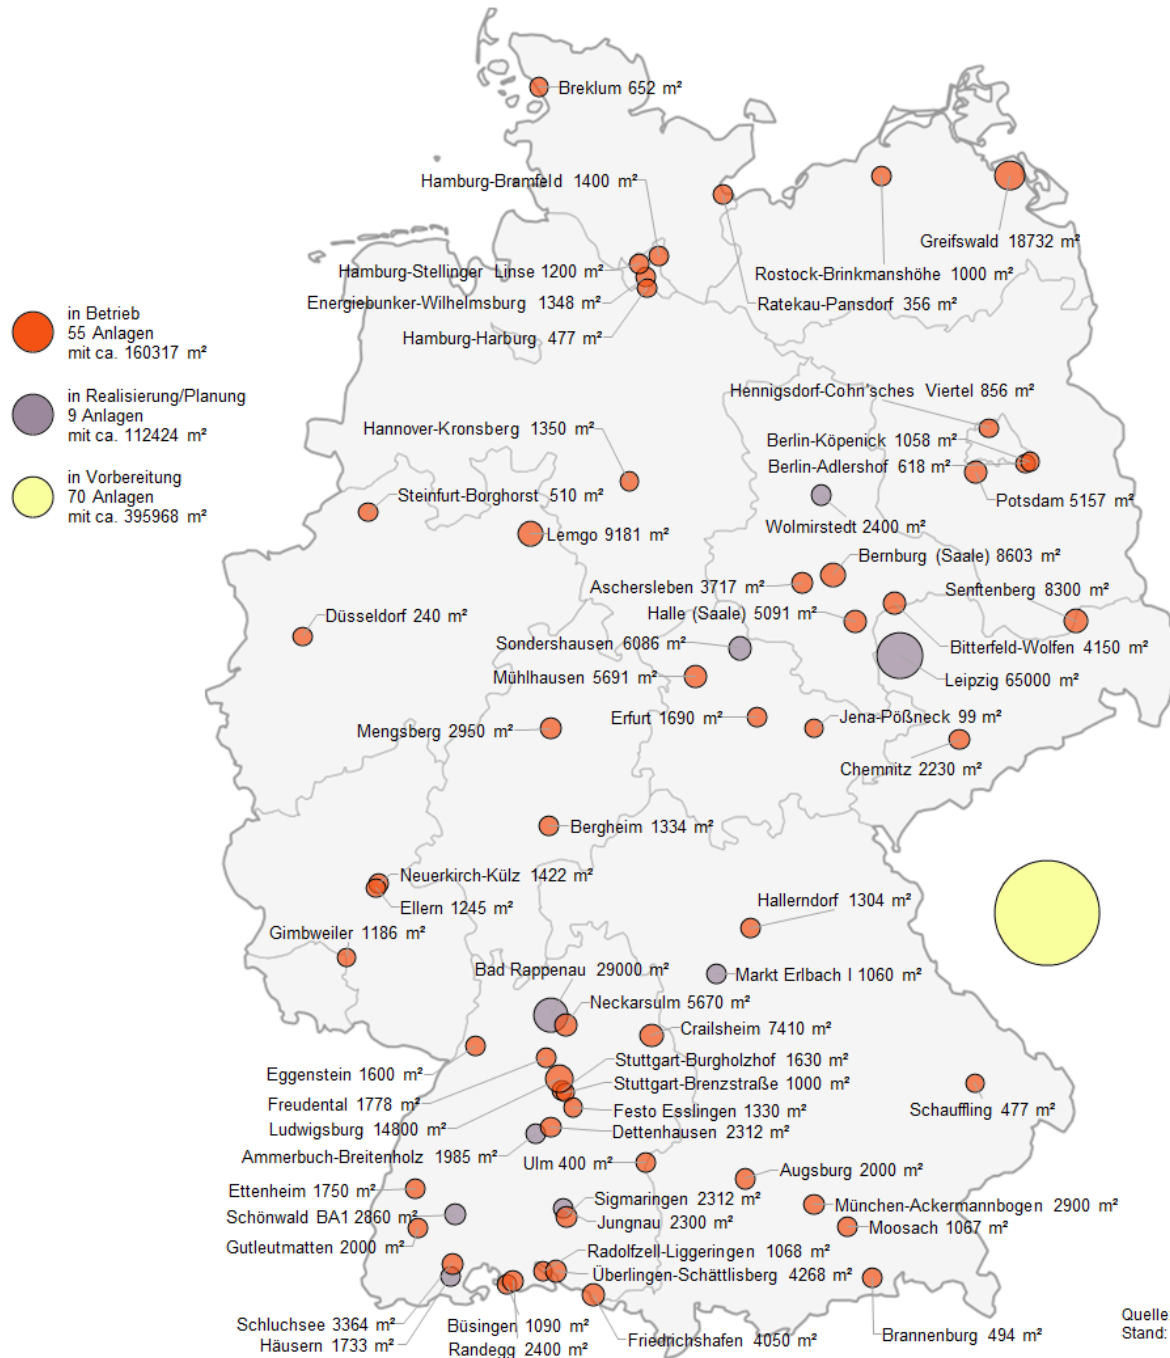 Breklum 652 m²
Hamburg-Bramfeld 1400 m²
Greifswald 18732 m²
Hamburg-Stellinger Linse 1200 m²
Rostock-Brinkmanshöhe 1000 m²
Energiebunker-Wilhelmsburg 1348 m²
Ratekau-Pansdorf 356 m²
Hamburg-Harburg 477 m²
in Betrieb
55 Anlagen
mit ca. 160317 m²
in Realisierung/Planung
9 Anlagen
mit ca. 112424 m²
in Vorbereitung
70 Anlagen
mit ca. 395968 m²
Hennigsdorf-Cohn'sches Viertel 856 m²
Hannover-Kronsberg 1350 m²
Berlin-Köpenick 1058 m²
Berlin-Adlershof 618 m²
Steinfurt-Borghorst 510 m²
Potsdam 5157 m²
Wolmirstedt 2400 m²
Lemgo 9181 m²
Bernburg (Saale) 8603 m²
Aschersleben 3717 m²
Senftenberg 8300 m²
Düsseldorf 240 m²
Halle (Saale) 5091 m²
Sondershausen 6086 m²
Bitterfeld-Wolfen 4150 m²
Mühlhausen 5691 m²
Leipzig 65000 m²
Erfurt 1690 m²
Jena-Pößneck 99 m²
Mengsberg 2950 m²
Chemnitz 2230 m²
Bergheim 1334 m²
Neuerkirch-Külz 1422 m²
Ellern 1245 m²
Hallerndorf 1304 m²
Gimbweiler 1186 m²
Bad Rappenau 29000 m²
Markt Erlbach I 1060 m²
Neckarsulm 5670 m²
Crailsheim 7410 m²
Eggenstein 1600 m²
Stuttgart-Burgholzhof 1630 m²
Stuttgart-Brenzstraße 1000 m²
Freudental 1778 m²
Festo Esslingen 1330 m²
Schauffling 477 m²
Ludwigsburg 14800 m²
Dettenhausen 2312 m²
Ammerbuch-Breitenholz 1985 m²
Ulm 400 m²
Augsburg 2000 m²
Ettenheim 1750 m²
Sigmaringen 2312 m²
München-Ackermannbogen 2900 m²
Schönwald BA1 2860 m²
Jungnau 2300 m²
Moosach 1067 m²
Gutleutmatten 2000 m²
Radolfzell-Liggeringen 1068 m²
Überlingen-Schättlisberg 4268 m²
Schluchsee 3364 m²
Büsingen 1090 m²
Friedrichshafen 4050 m²
Brannenburg 494 m²
Häusern 1733 m²
Randegg 2400 m²
Quelle:
Stand: